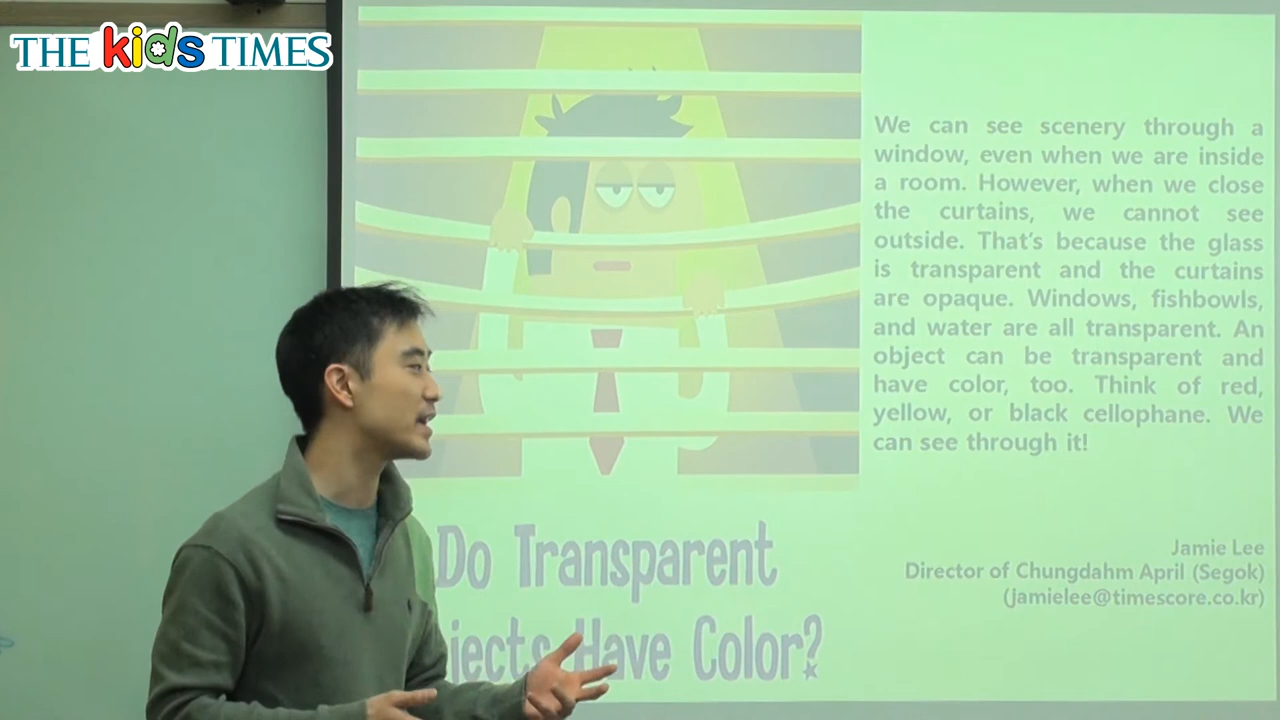 THE kids TIMES
We can see scenery through a
window, even when we are inside
a room. However, when we close
the curtains, we cannot see
outside. That's because the glass
is transparent and the curtains
are opaque. Windows, fishbowls,
and water are all transparent. An
object can be transparent and
have color, too. Think of red,
yellow, or black cellophane. We
can see through it!
Jamie Lee
Director of Chungdahm April (Segok)
(jamielee@timescore.co.kr)
Do Transparent
jects Have Color?